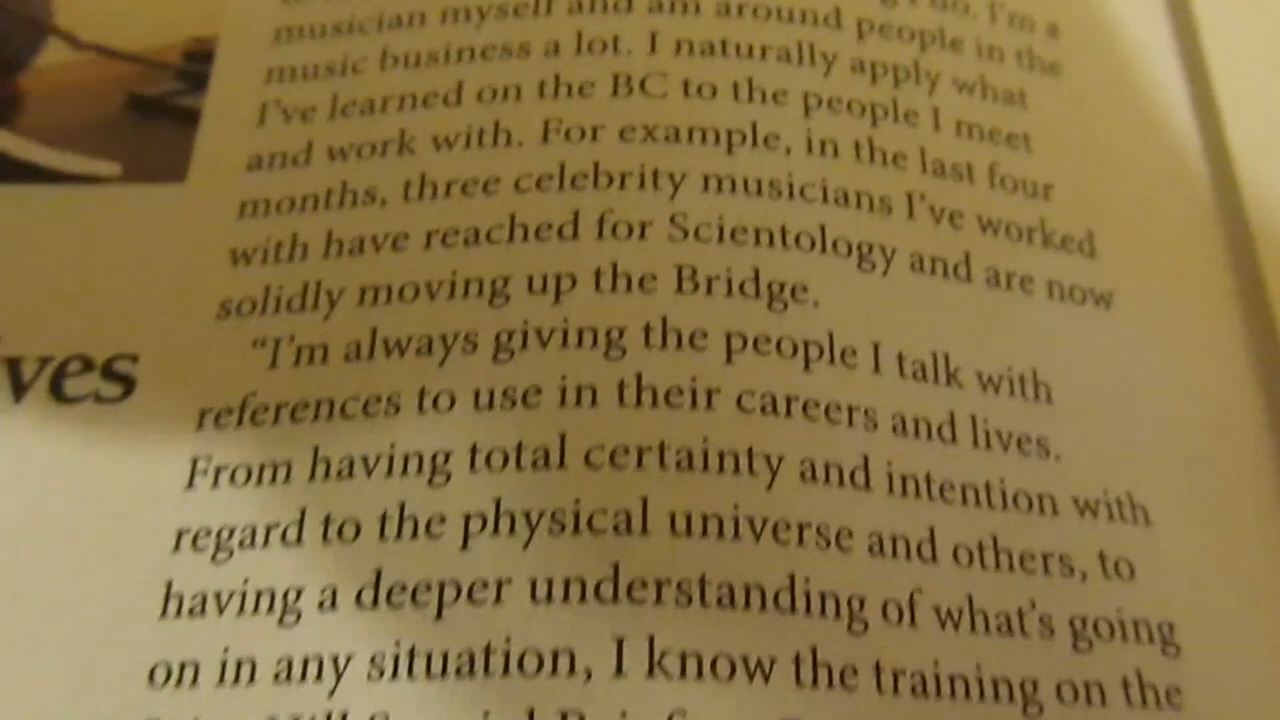 I'm a
musician myself and am around people in the
music business a lot. I naturally apply what
I've learned on the BC to the people I meet
and work with. For example, in the last four
months, three celebrity musicians I've worked
with have reached for Scientology and are now
solidly moving up the Bridge.
"I'm always giving the people I talk with
references to use in their careers and lives.
From having total certainty and intention with
regard to the physical universe and others, to
having a deeper understanding of what's going
on in any situation, I know the training on the
ves